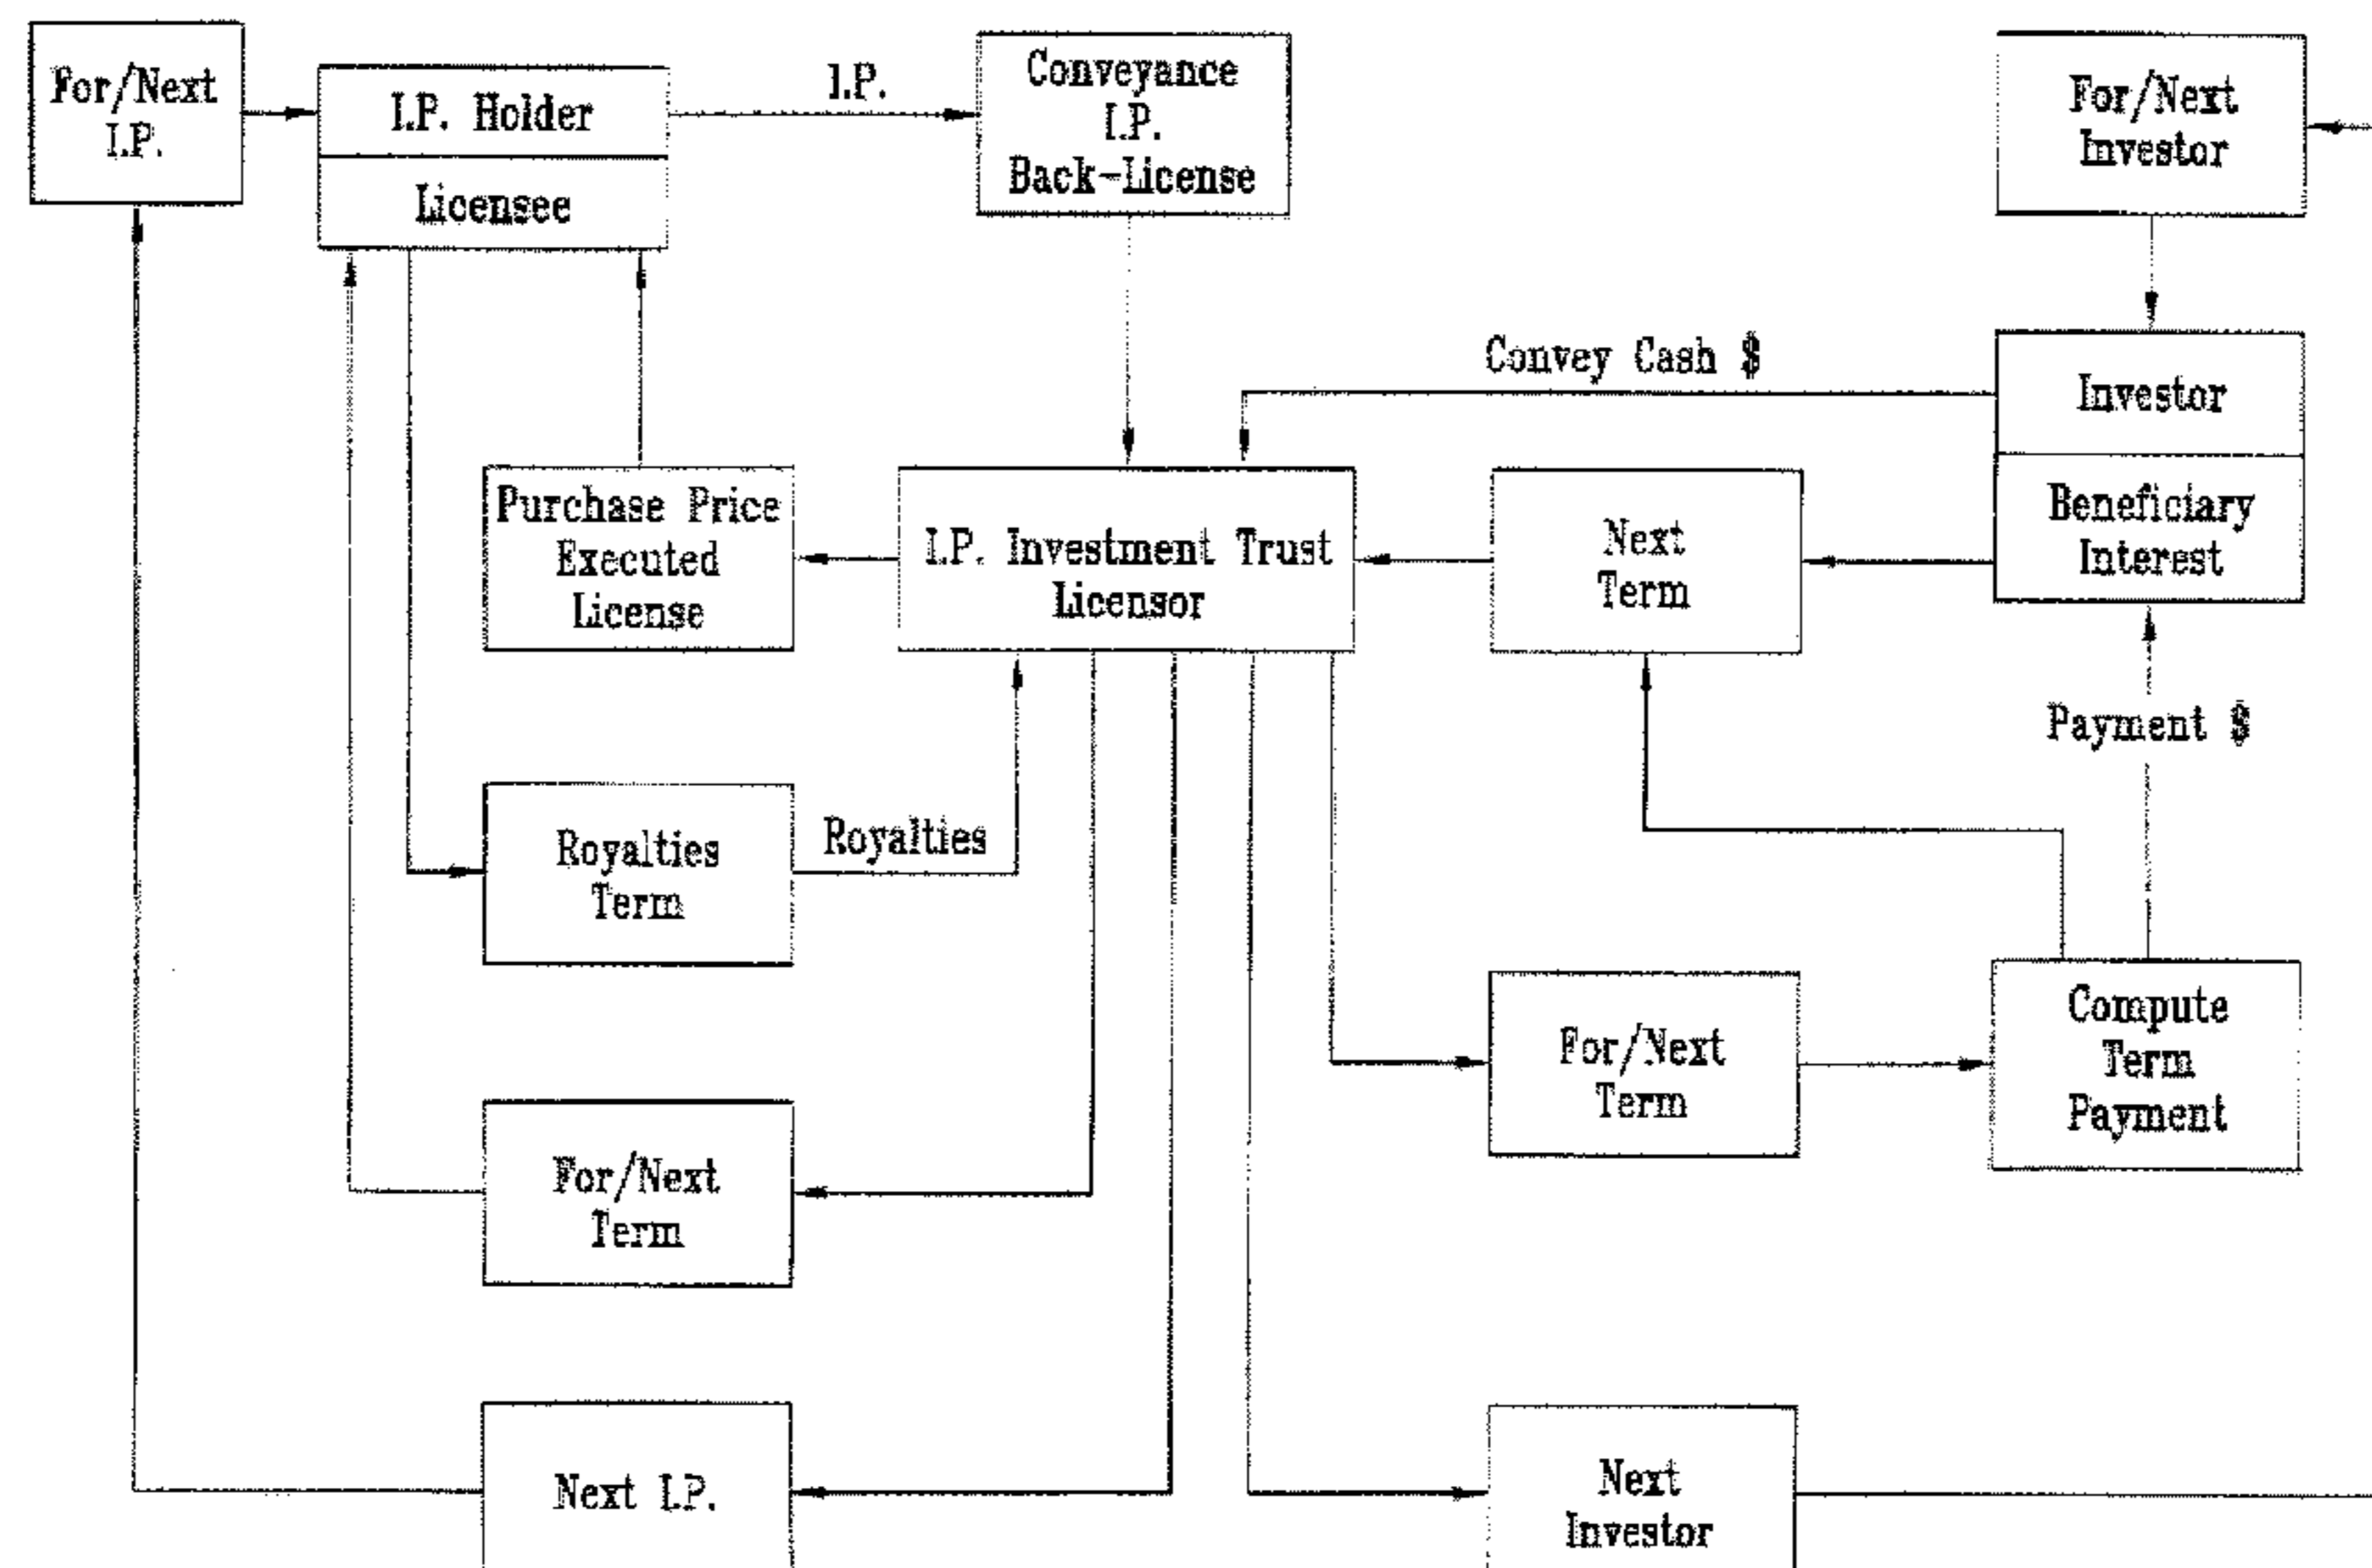 For/Next
I.P.
I.P. Holder
Licensee
I.P.
Conveyance
I.P.
Back-License
For/Next
Investor
Convey Cash $
Investor
Beneficiary
Interest
Purchase Price
Executed
License
I.P. Investment Trust
Licensor
Next
Term
Payment $
Royalties
Term
Royalties
For/Next
Term
Compute
Term
Payment
For/Next
Term
Next I.P.
Next
Investor